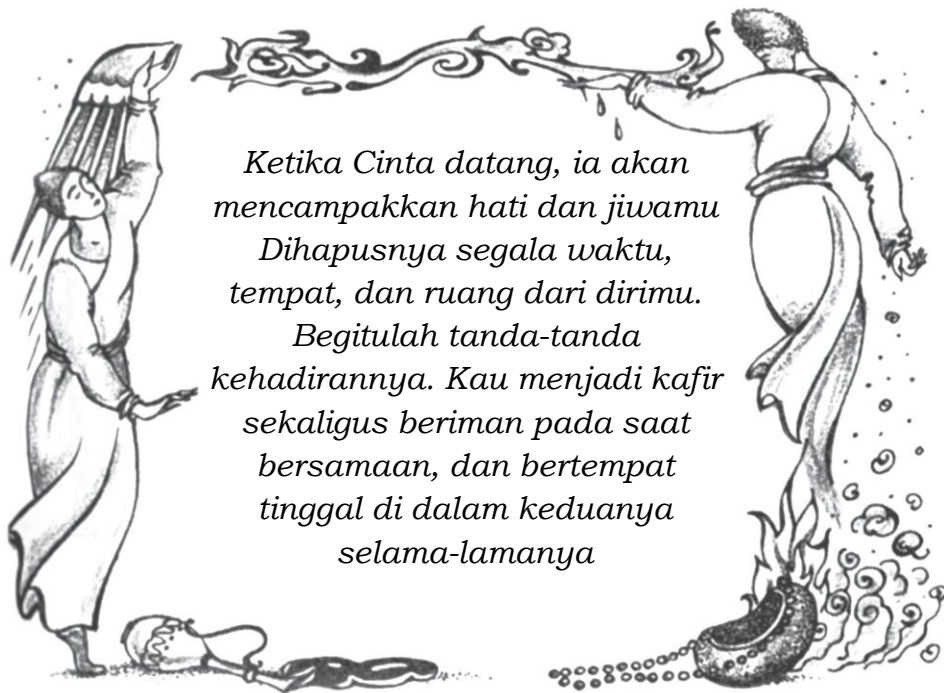 Ketika Cinta datang, ia akan
mencampakkan hati dan jiwamu
Dihapusnya segala waktu,
tempat, dan ruang dari dirimu.
Begitulah tanda-tanda
kehadirannya. Kau menjadi kafir
sekaligus beriman pada saat
bersamaan, dan bertempat
tinggal di dalam keduanya
selama-lamanya